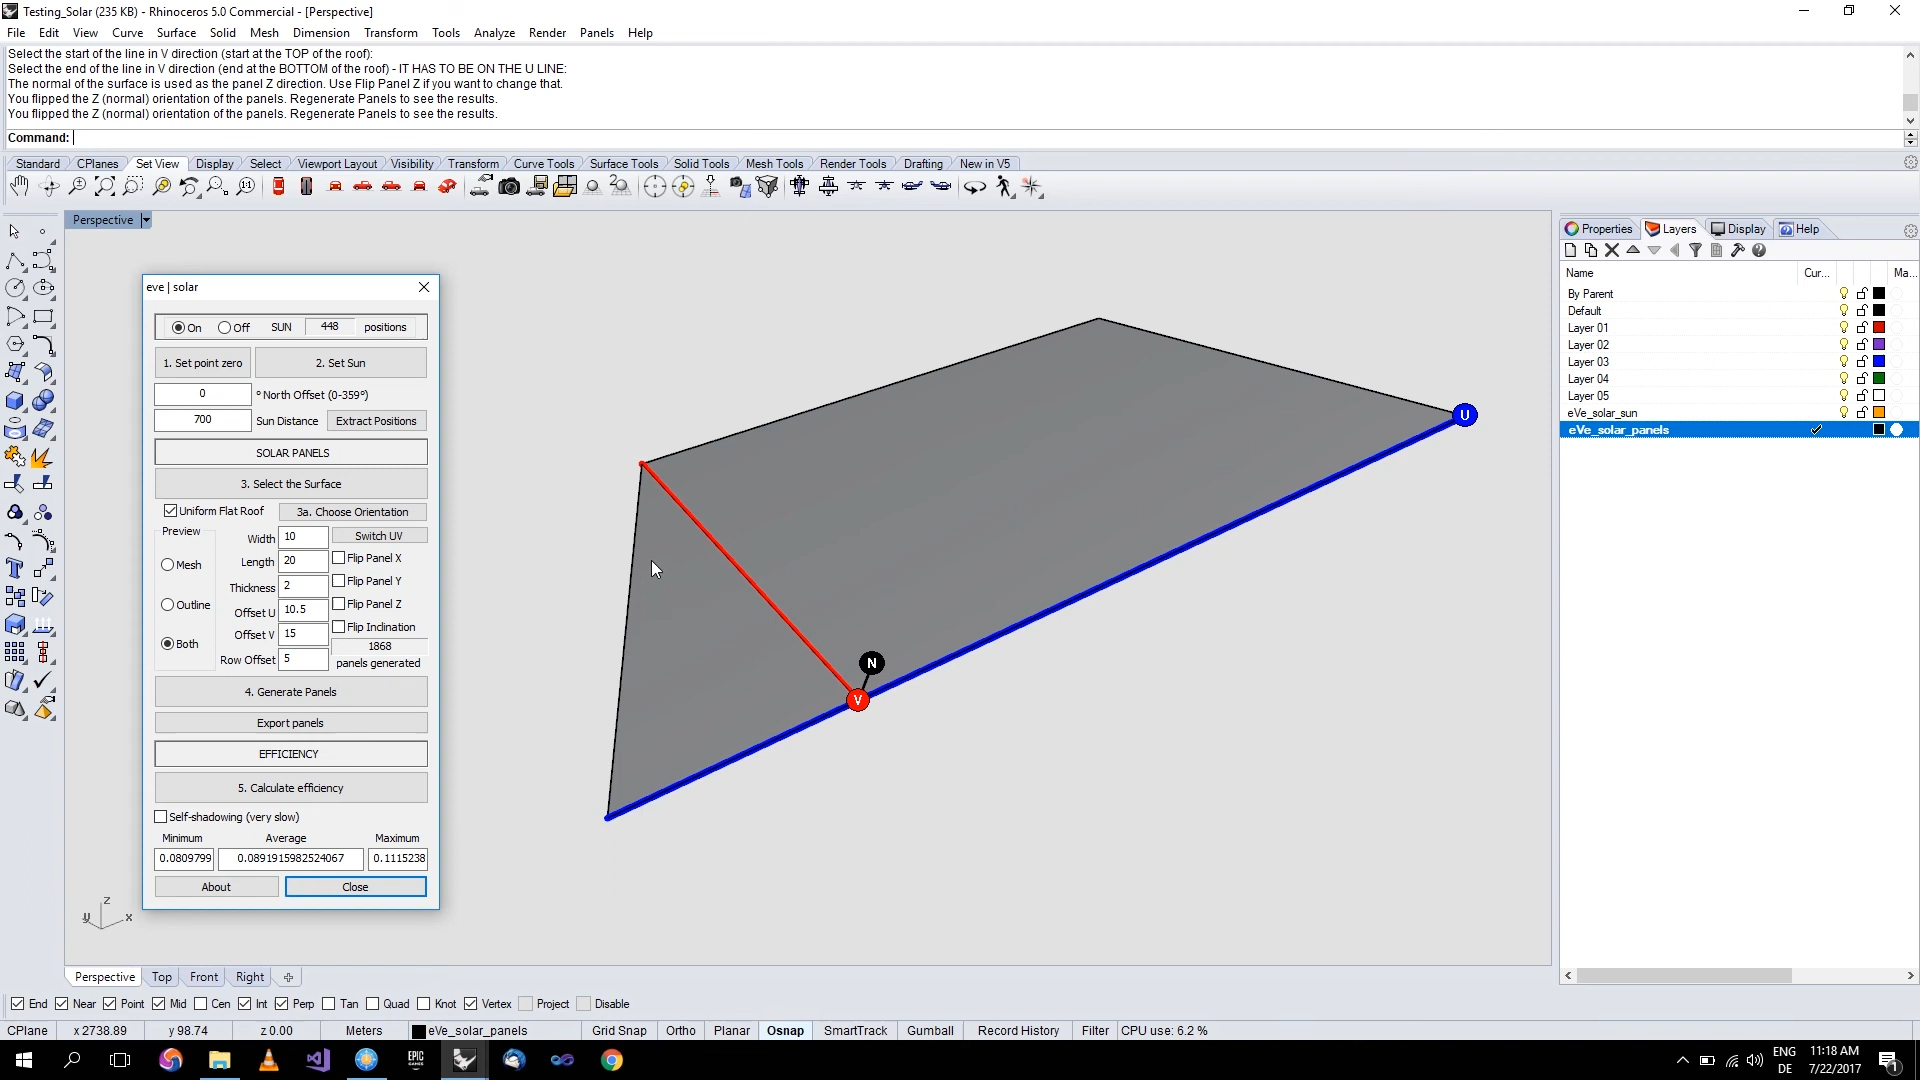 Testing_Solar (235 KB) - Rhinoceros 5.0 Commercial - [Perspective]
File Edit View Curve Surface Solid Mesh Dimension Transform Tools Analyze Render Panels Help
Select the start of the line in V direction (start at the TOP of the roof):
Select the end of the line in V direction (end at the BOTTOM of the roof) - IT HAS TO BE ON THE U LINE:
The normal of the surface is used as the panel Z direction. Use Flip Panel Z if you want to change that.
You flipped the Z (normal) orientation of the panels. Regenerate Panels to see the results.
You flipped the Z (normal) orientation of the panels. Regenerate Panels to see the results.
Command:
Standard CPlanes Set View Display Select Viewport Layout Visibility Transform Curve Tools Surface Tools Solid Tools Mesh Tools Render Tools Drafting New in V5
Perspective
eve | solar
On Off SUN 448 positions
1. Set point zero 2. Set Sun
0 ° North Offset (0-359°)
700 Sun Distance Extract Positions
SOLAR PANELS
3. Select the Surface
Uniform Flat Roof 3a. Choose Orientation
Preview
Width 10 Switch UV
Mesh
Length 20 Flip Panel X
Thickness 2 Flip Panel Y
Outline
Offset U 10.5 Flip Panel Z
Offset V 15 Flip Inclination
Both
1868
Row Offset 5 panels generated
4. Generate Panels
Export panels
EFFICIENCY
5. Calculate efficiency
Self-shadowing (very slow)
Minimum Average Maximum
0.0809799 0.0891915982524067 0.1115238
About Close
U
N
V
z
y x
Properties Layers Display Help
Name Cur... Ma...
By Parent
Default
Layer 01
Layer 02
Layer 03
Layer 04
Layer 05
eVe_solar_sun
eVe_solar_panels
Perspective Top Front Right
End Near Point Mid Cen Int Perp Tan Quad Knot Vertex Project Disable
CPlane x 2738.89 y 98.74 z 0.00 Meters eVe_solar_panels Grid Snap Ortho Planar Osnap SmartTrack Gumball Record History Filter CPU use: 6.2 %
EPIC GAMES
ENG
DE
11:18 AM
7/22/2017
1